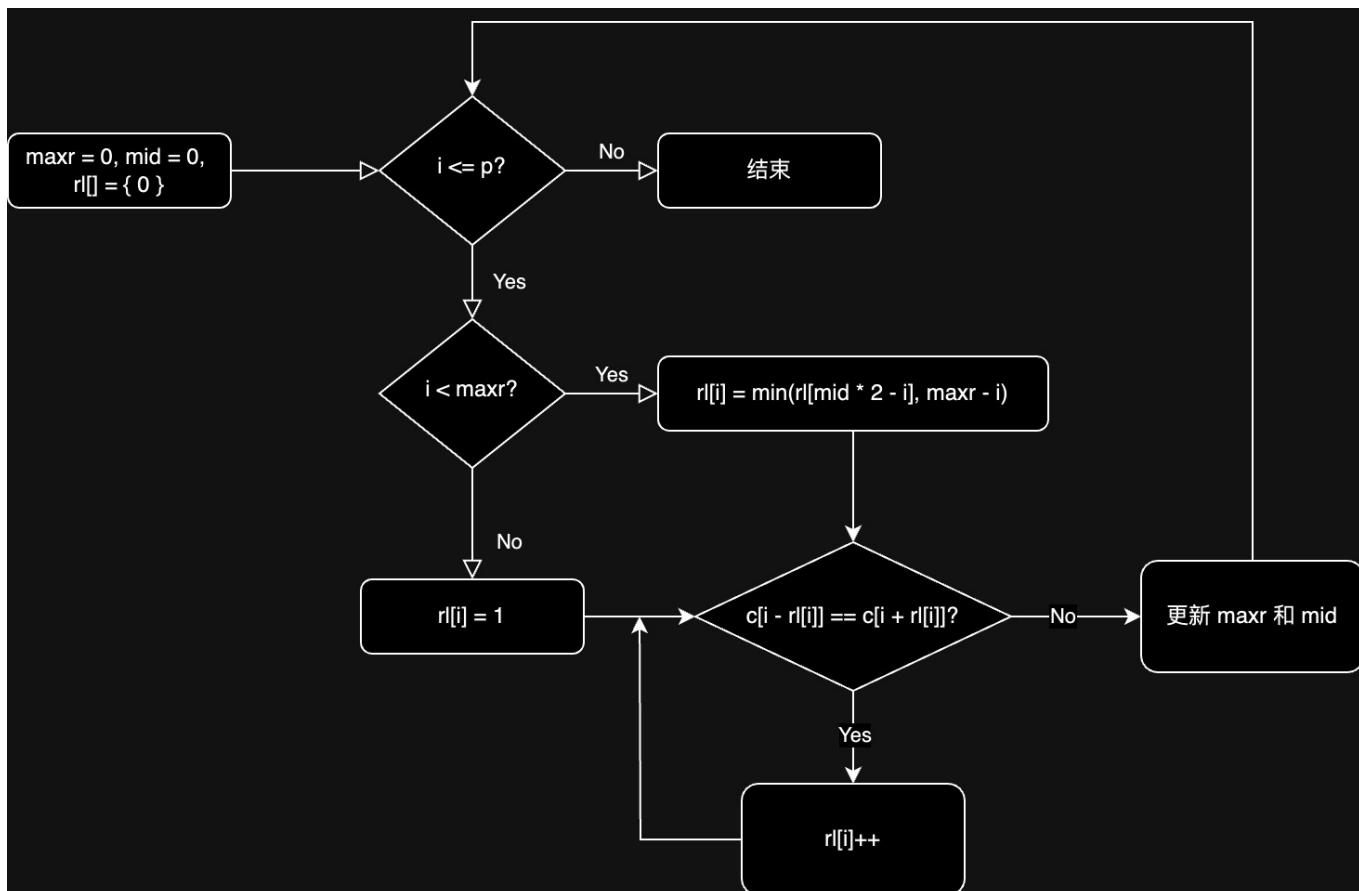 maxr = 0, mid = 0,
rl[] = { 0 }
i <= p?
No
结束
Yes
i < maxr?
Yes
rl[i] = min(rl[mid * 2 - i], maxr - i)
No
rl[i] = 1
c[i - rl[i]] == c[i + rl[i]]?
No
更新 maxr 和 mid
Yes
rl[i]++